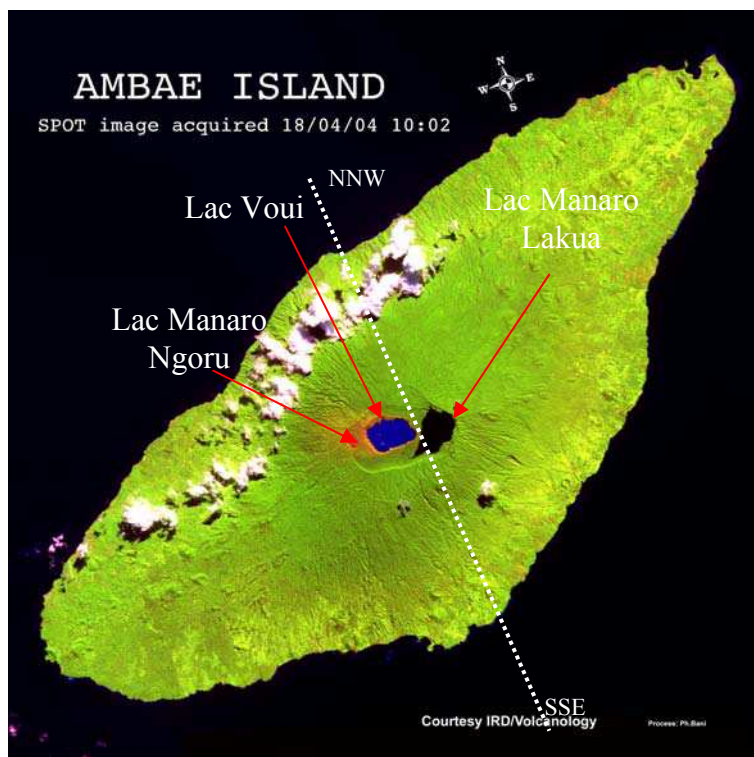 AMBAE ISLAND
SPOT image acquired 18/04/04 10:02
N
W E
S
NNW
Lac Voui
Lac Manaro
Lakua
Lac Manaro
Ngoru
SSE
Courtesy IRD/Volcanology
Process: Ph.Bani